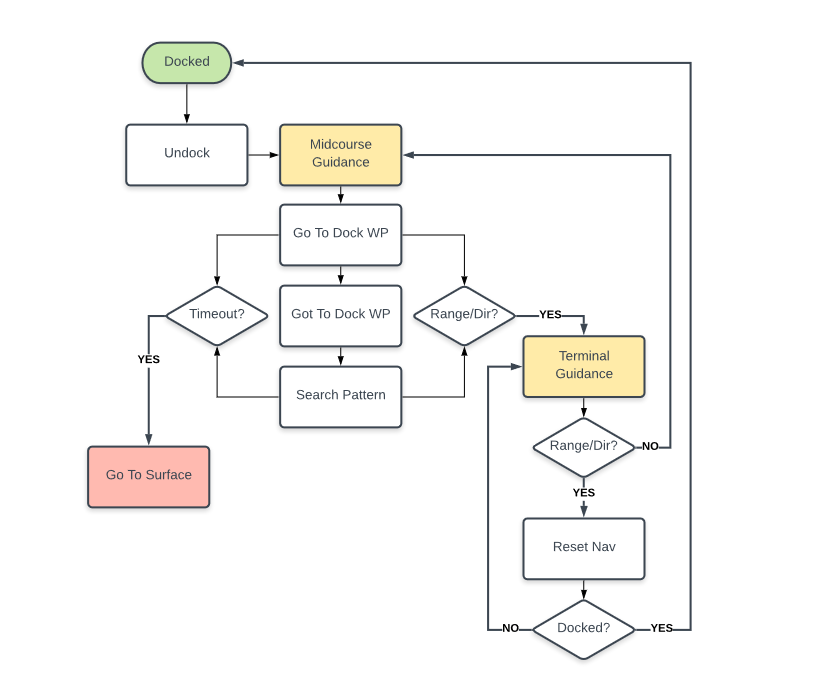 Docked
Undock
Midcourse
Guidance
Go To Dock WP
Timeout?
Got To Dock WP
Range/Dir?
YES
YES
Terminal
Guidance
Search Pattern
Range/Dir?
NO
Go To Surface
YES
Reset Nav
NO
Docked?
YES